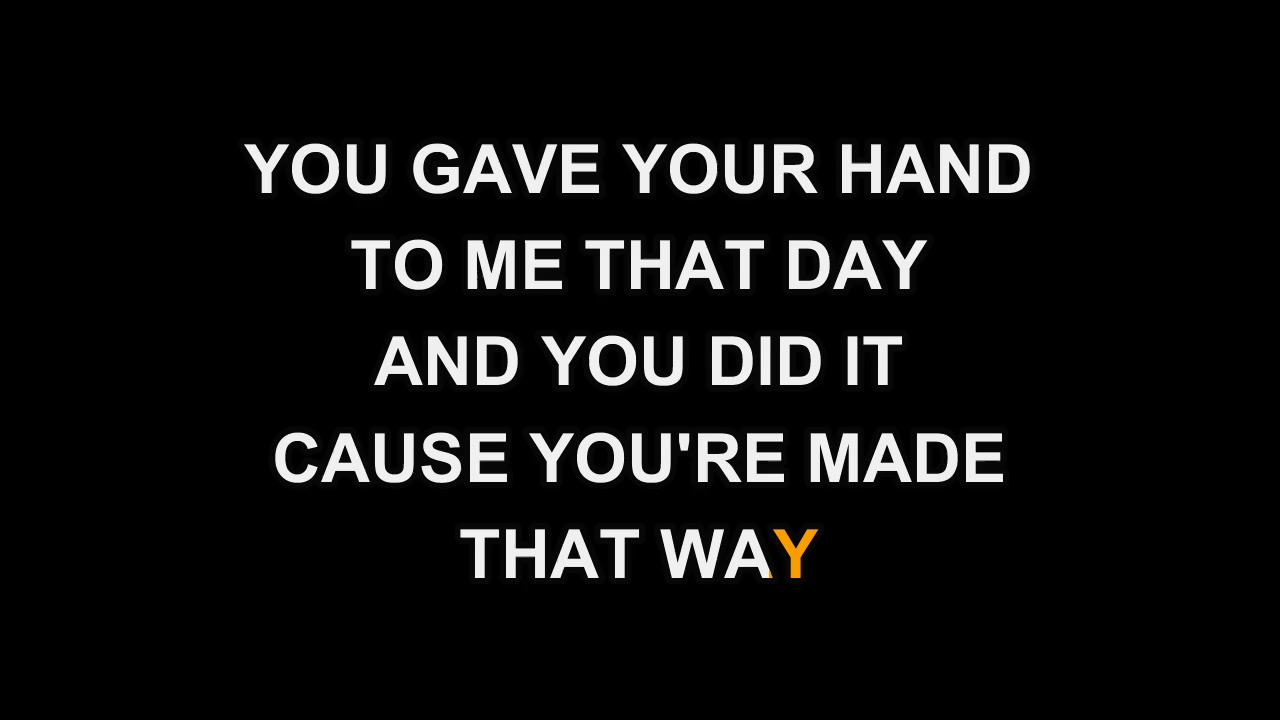 YOU GAVE YOUR HAND
TO ME THAT DAY
AND YOU DID IT
CAUSE YOU'RE MADE
THAT WAY